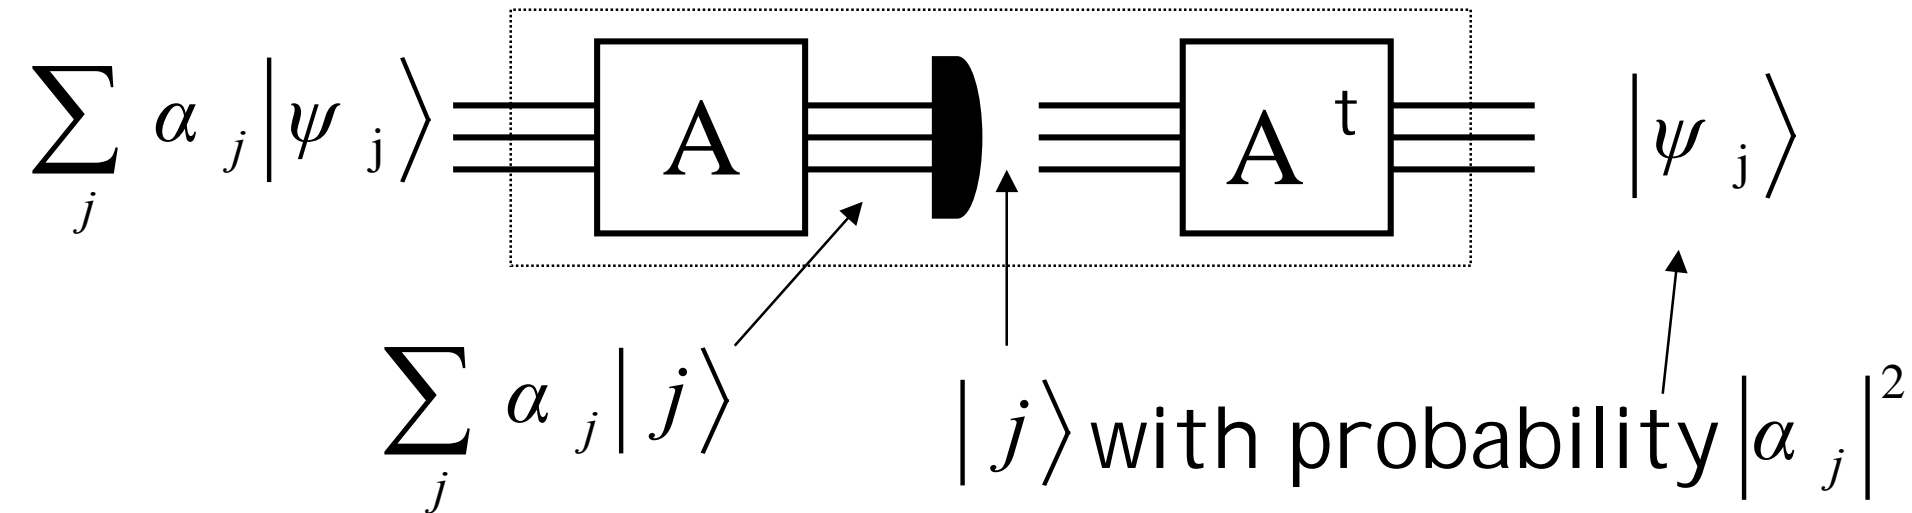 ∑_j α_j |ψ_j⟩
A
A^t
|ψ_j⟩
∑_j α_j |j⟩
|j⟩ with probability |α_j|²